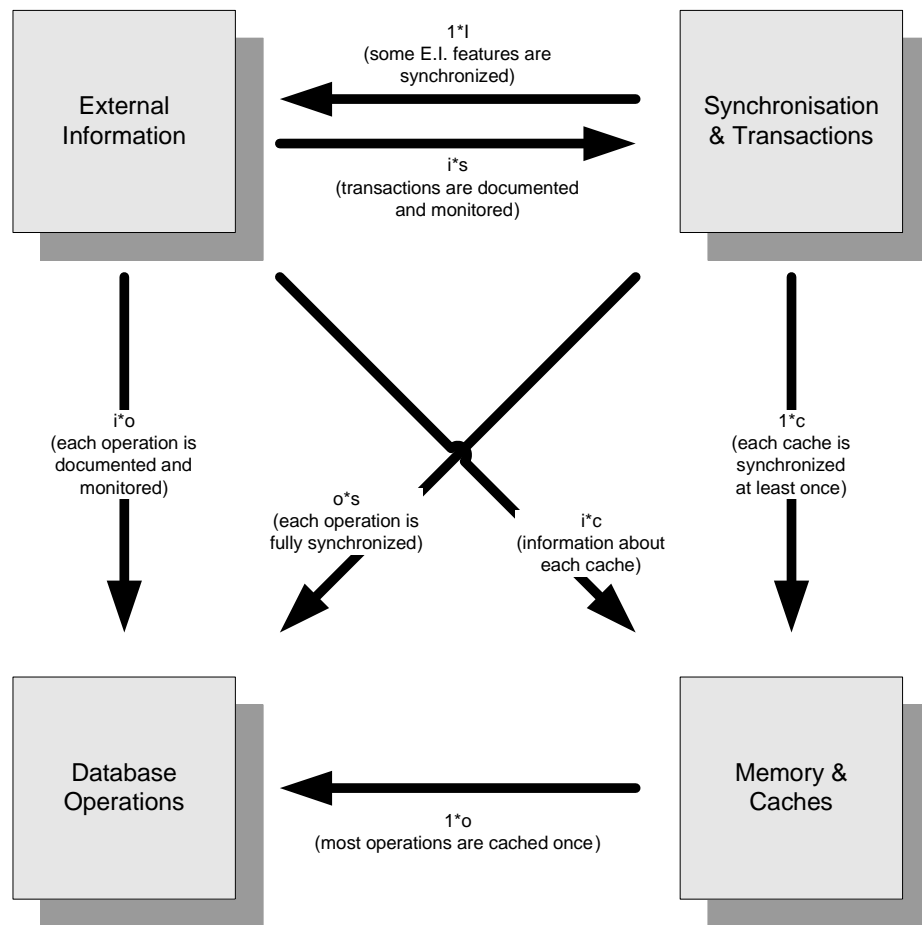 1*I
(some E.I. features are
synchronized)
External
Information
Synchronisation
& Transactions
i*s
(transactions are documented
and monitored)
i*o
(each operation is
documented and
monitored)
1*c
(each cache is
synchronized
at least once)
o*s
(each operation is
fully synchronized)
i*c
(information about
each cache)
Database
Operations
Memory &
Caches
1*o
(most operations are cached once)